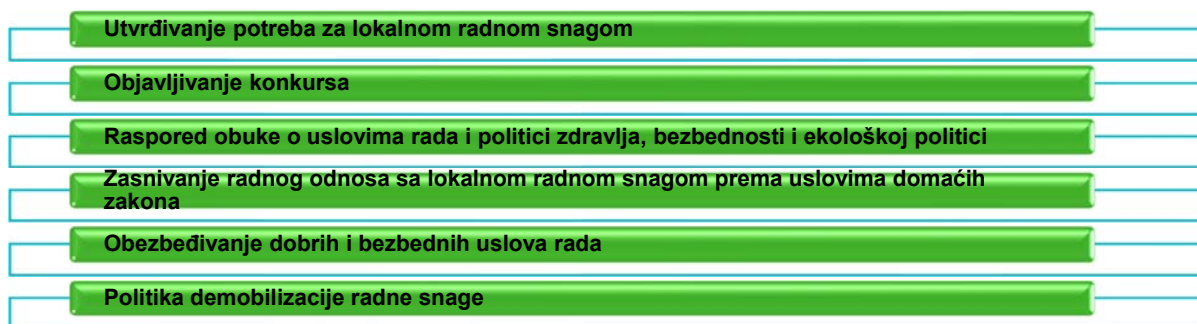 Utvrđivanje potreba za lokalnom radnom snagom
Objavljivanje konkursa
Raspored obuke o uslovima rada i politici zdravlja, bezbednosti i ekološkoj politici
Zasnivanje radnog odnosa sa lokalnom radnom snagom prema uslovima domaćih
zakona
Obezbeđivanje dobrih i bezbednih uslova rada
Politika demobilizacije radne snage